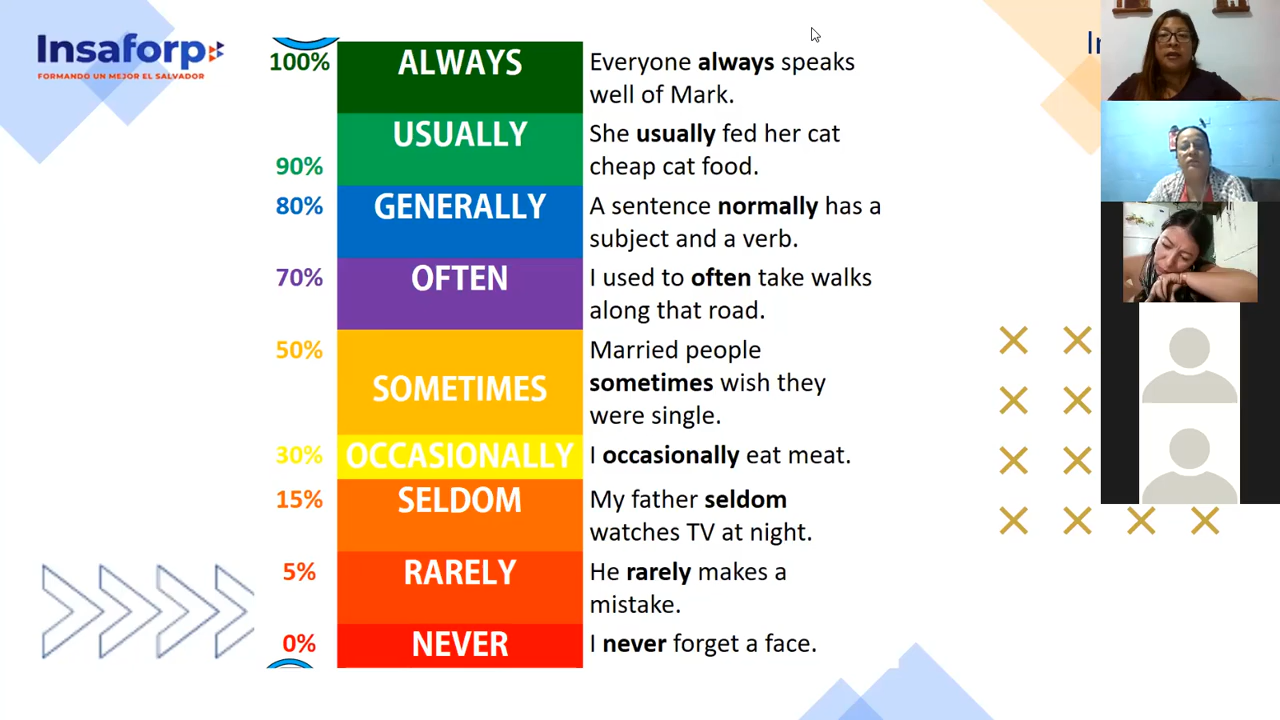 Insaforp
FORMANDO UN MEJOR EL SALVADOR
100%
ALWAYS
Everyone always speaks
well of Mark.
90%
USUALLY
She usually fed her cat
cheap cat food.
80%
GENERALLY
A sentence normally has a
subject and a verb.
70%
OFTEN
I used to often take walks
along that road.
50%
SOMETIMES
Married people
sometimes wish they
were single.
30%
OCCASIONALLY
I occasionally eat meat.
15%
SELDOM
My father seldom
watches TV at night.
5%
RARELY
He rarely makes a
mistake.
0%
NEVER
I never forget a face.